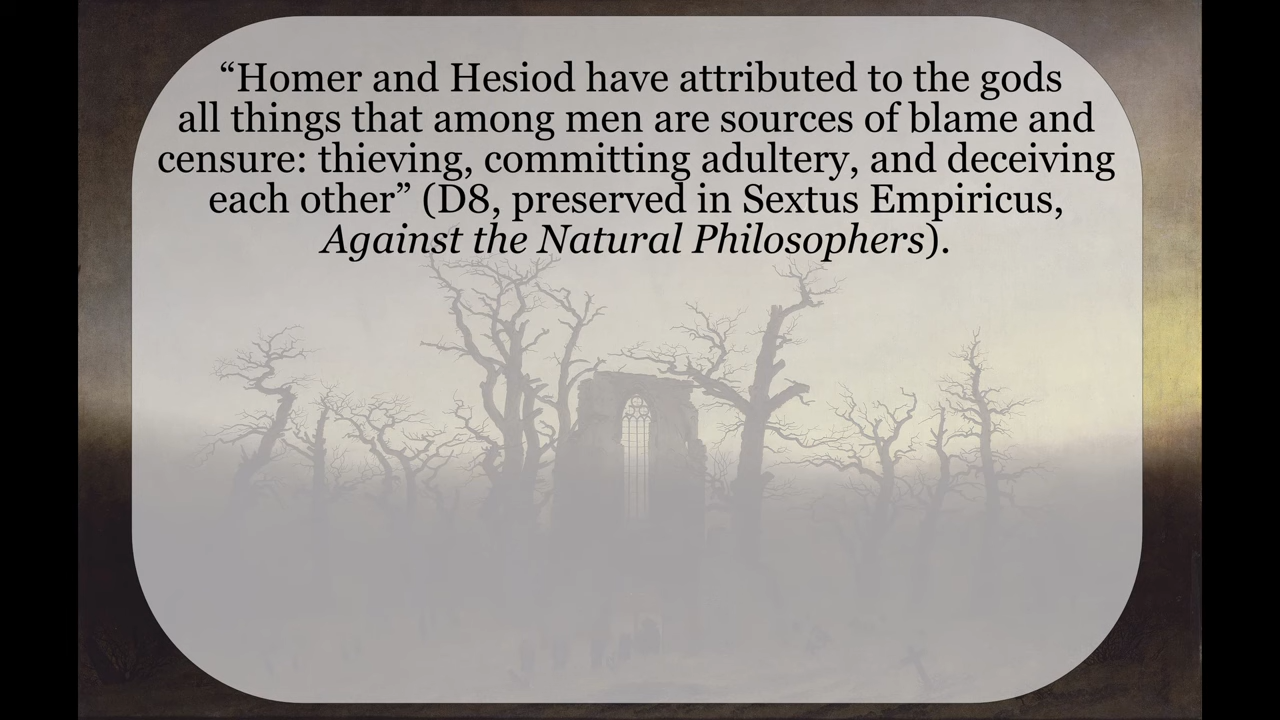 “Homer and Hesiod have attributed to the gods
all things that among men are sources of blame and
censure: thieving, committing adultery, and deceiving
each other” (D8, preserved in Sextus Empiricus,
Against the Natural Philosophers).